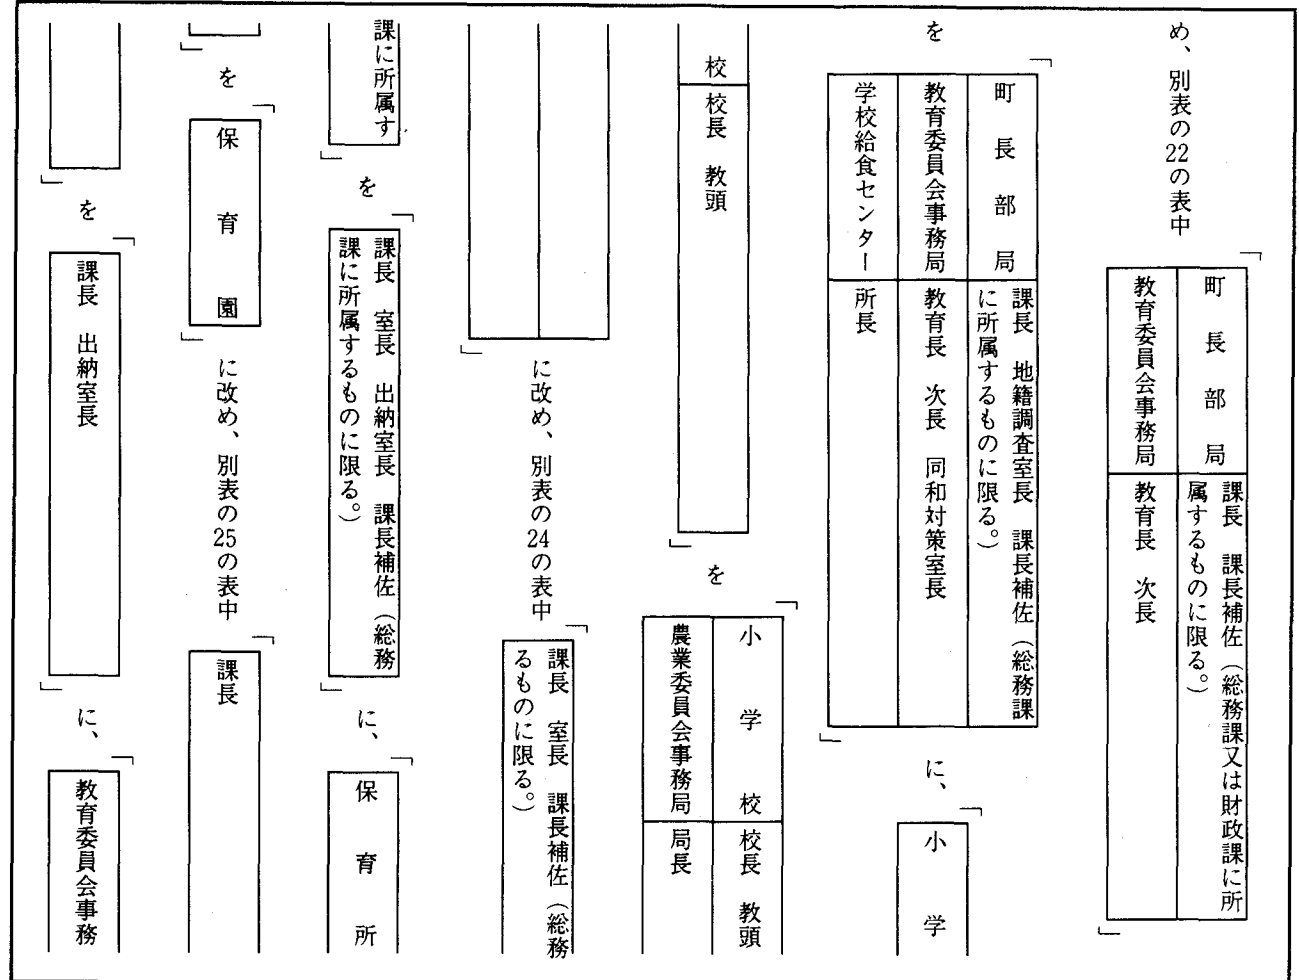 め、別表の22の表中「
町長部局
課長 課長補佐(総務課又は財政課に所
属するものに限る。)
教育委員会事務局
教育長 次長
」
を「
町長部局
課長 地籍調査室長 課長補佐(総務課
に所属するものに限る。)
教育委員会事務局
教育長 次長 同和対策室長
学校給食センター
所長
」に、「
小学
校
校長 教頭
」を「
小学校
校長 教頭
農業委員会事務局
局長
」に改め、別表の24の表中「
課長 室長 課長補佐(総務
るものに限る。)
課に所属す
」を「
課長 室長 出納室長 課長補佐(総務
課に所属するものに限る。)
」に、「
保育所
」を「
保育園
」に改め、別表の25の表中「
課長
」を「
課長 出納室長
」に、「
教育委員会事務